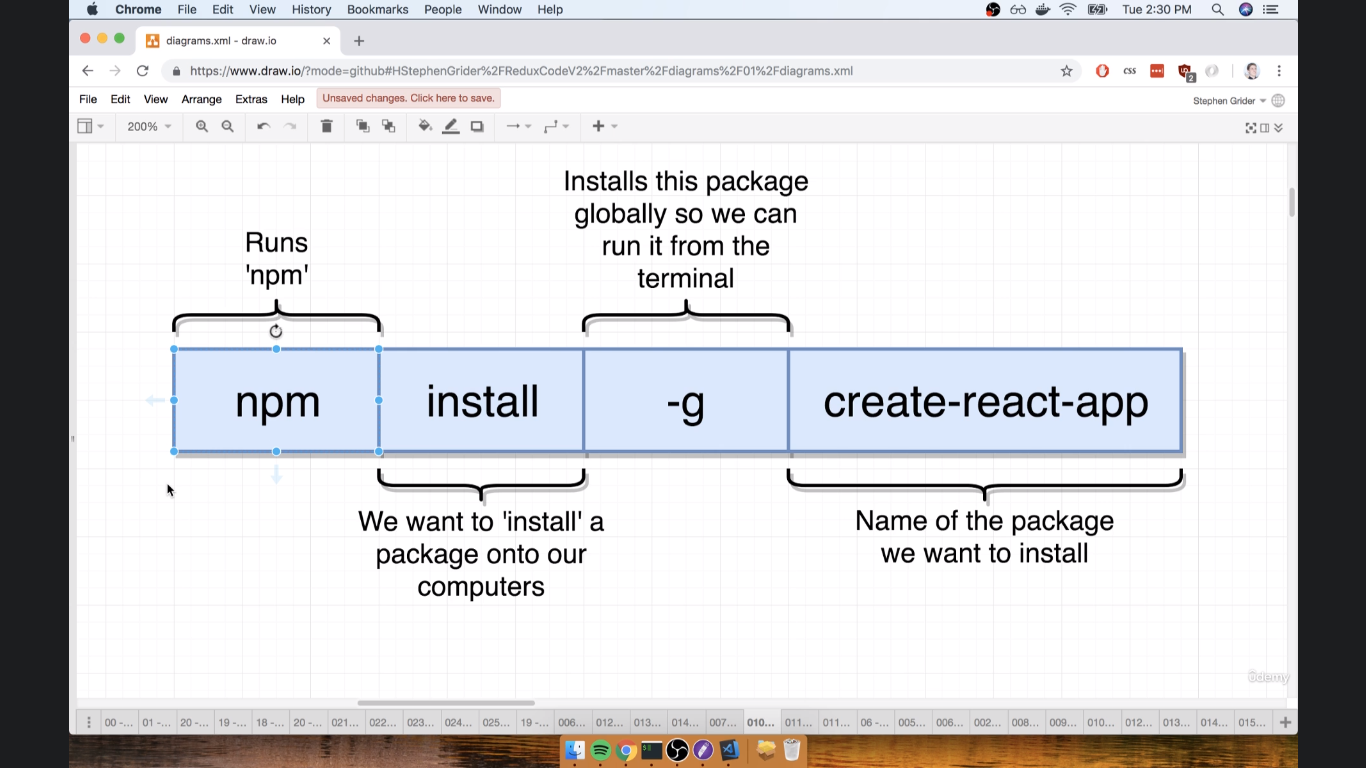 Chrome File Edit View History Bookmarks People Window Help Tue 2:30 PM
diagrams.xml - draw.io
https://www.draw.io/?mode=github#HStephenGrider%2FReduxCodeV2%2Fmaster%2Fdiagrams%2F01%2Fdiagrams.xml
CSS
2
File Edit View Arrange Extras Help Unsaved changes. Click here to save. Stephen Grider
200%
Installs this package
globally so we can
run it from the
terminal
Runs
'npm'
npm install -g create-react-app
We want to 'install' a
package onto our
computers
Name of the package
we want to install
udemy
00 -... 01 -... 20 -... 19 -... 18 -... 20 -... 021... 022... 023... 024... 025... 19 -... 006... 012... 013... 014... 007... 010... 011... 011... 06 -... 005... 006... 002... 008... 009... 010... 012... 013... 014... 015...